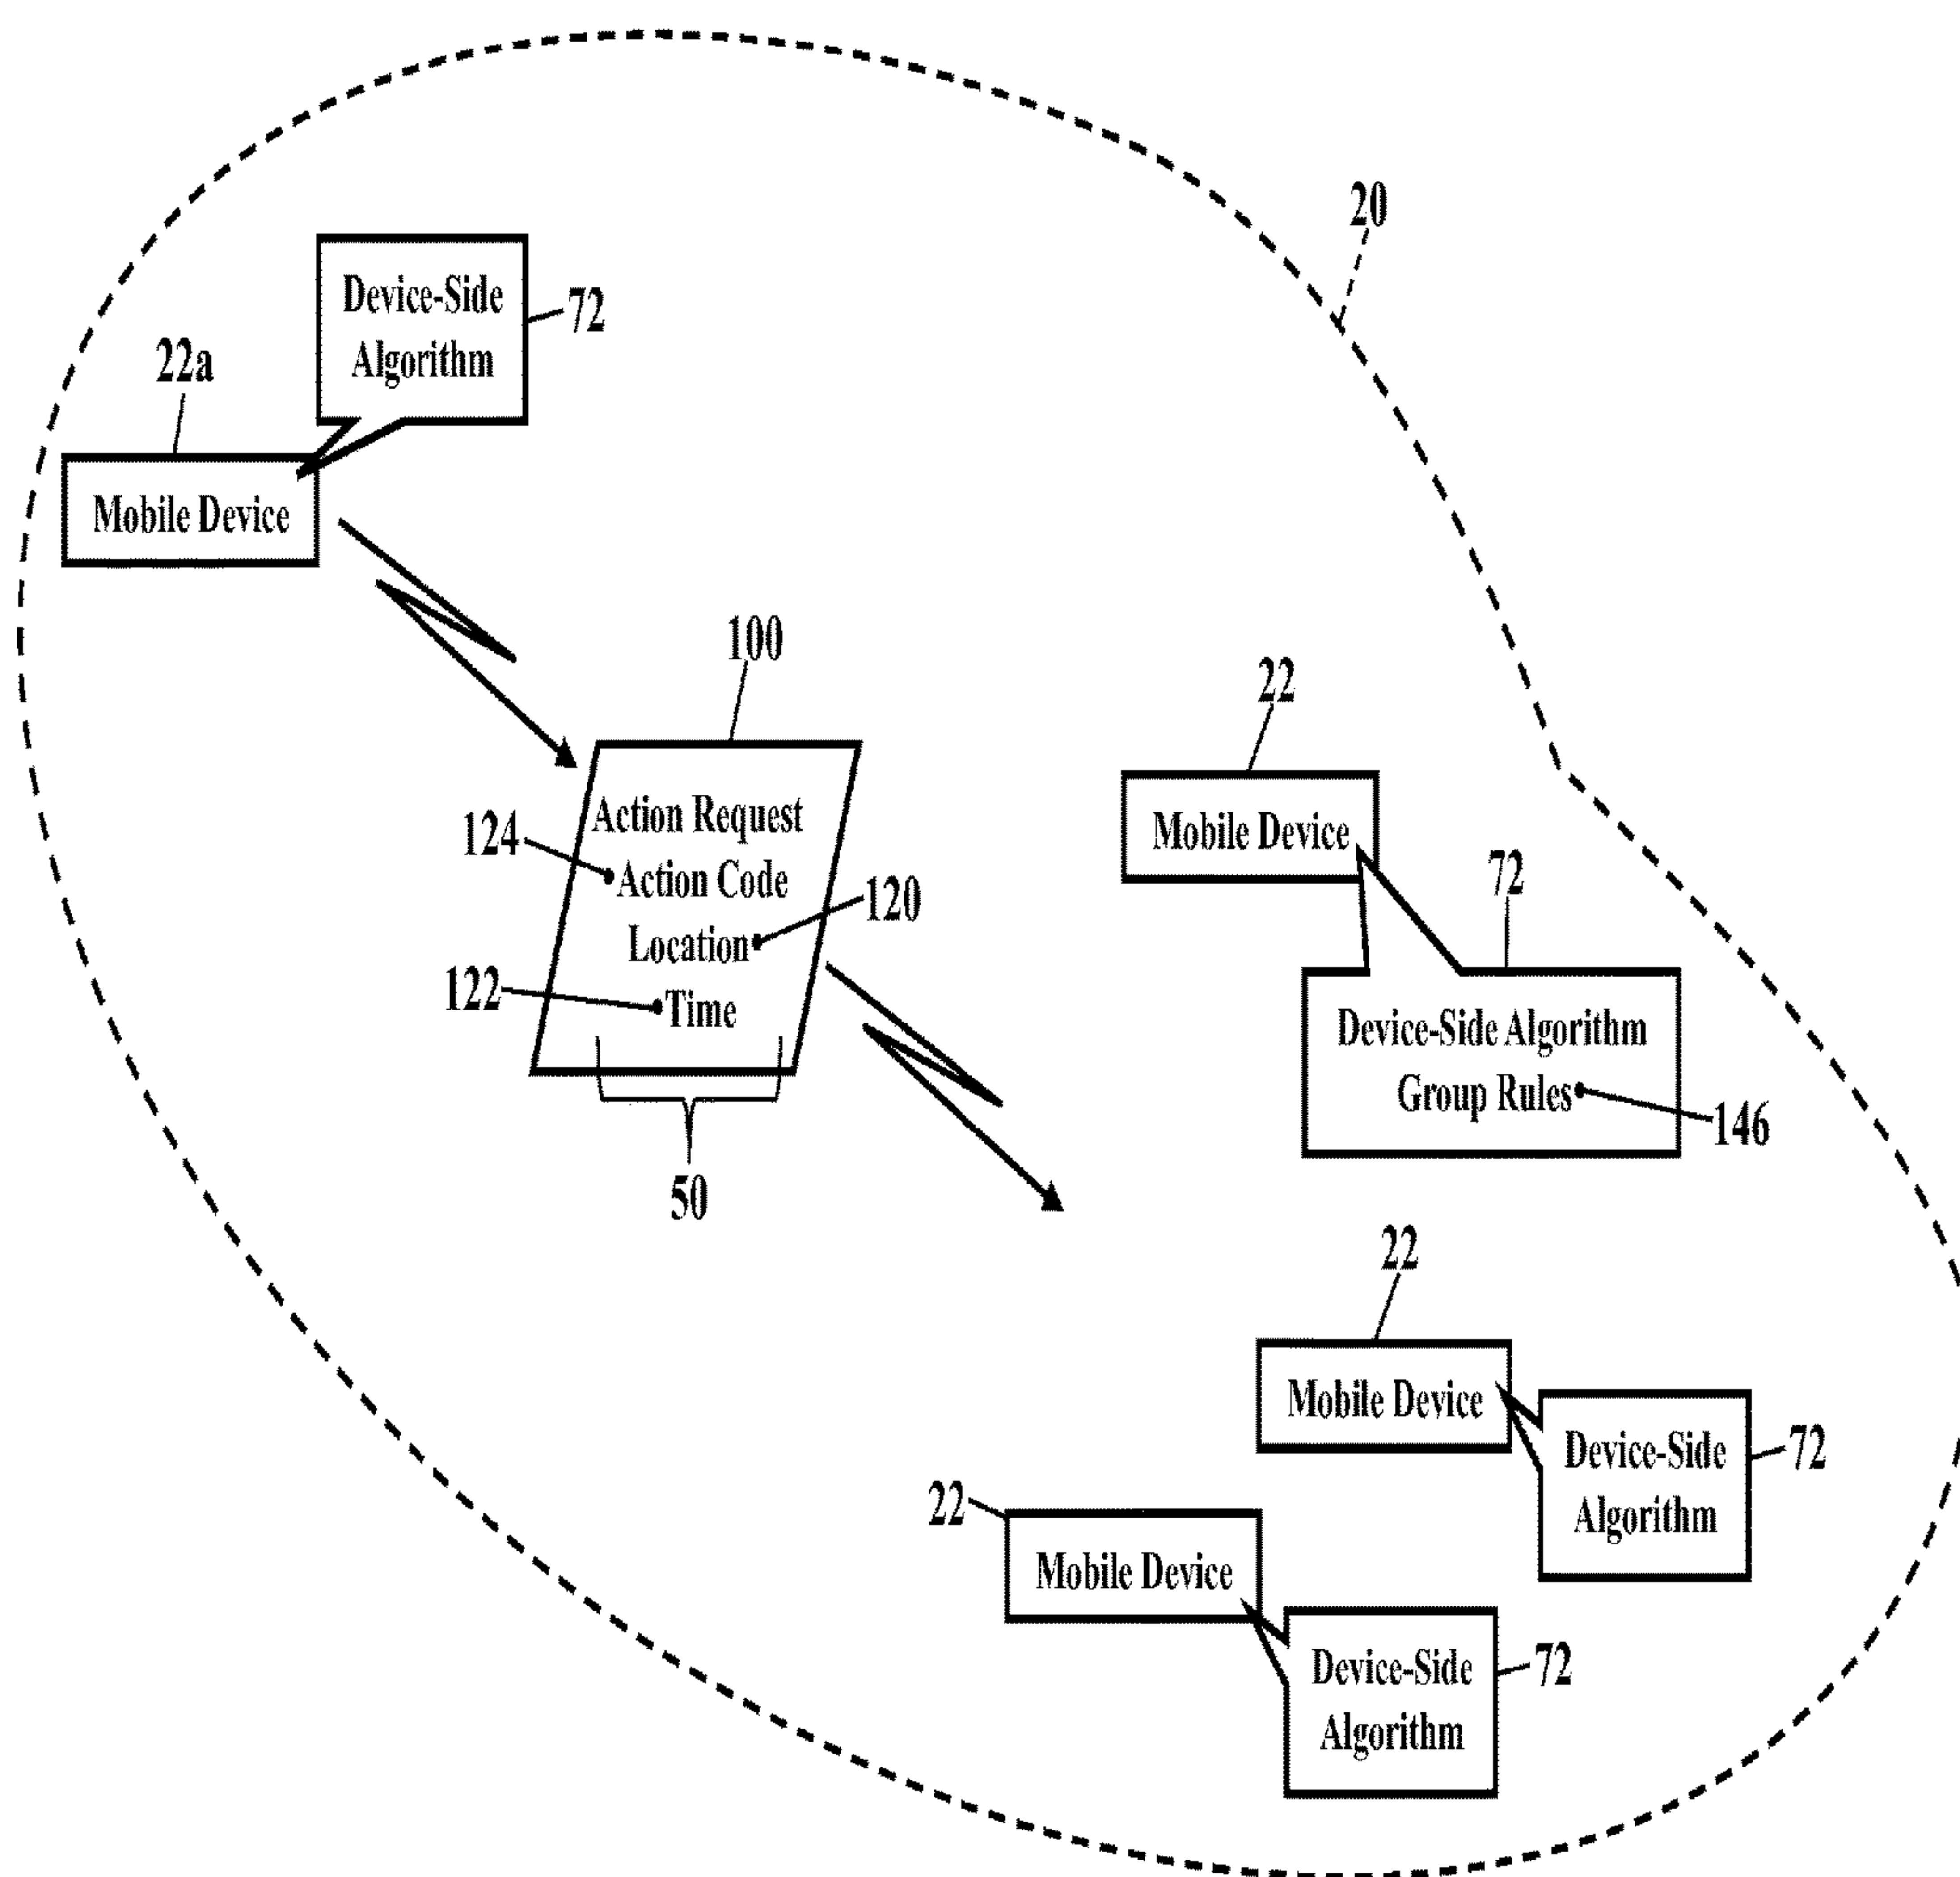 20
Device-Side
Algorithm
72
22a
Mobile Device
100
Action Request
124
Action Code
120
Location
122
Time
50
22
Mobile Device
72
Device-Side Algorithm
Group Rules
146
22
Mobile Device
Device-Side
Algorithm
72
22
Mobile Device
Device-Side
Algorithm
72